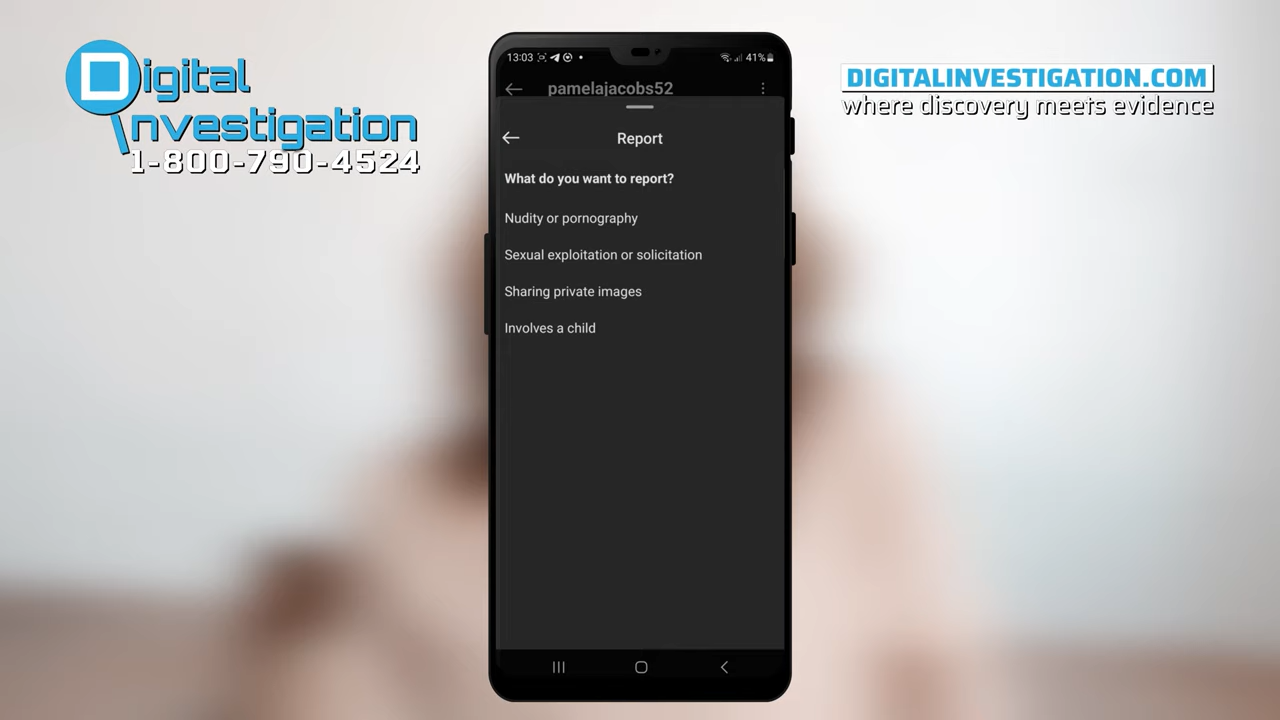 Digital
Investigation
1-800-790-4524
DIGITALINVESTIGATION.COM
where discovery meets evidence
13:03
41%
pamelajacobs52
Report
What do you want to report?
Nudity or pornography
Sexual exploitation or solicitation
Sharing private images
Involves a child